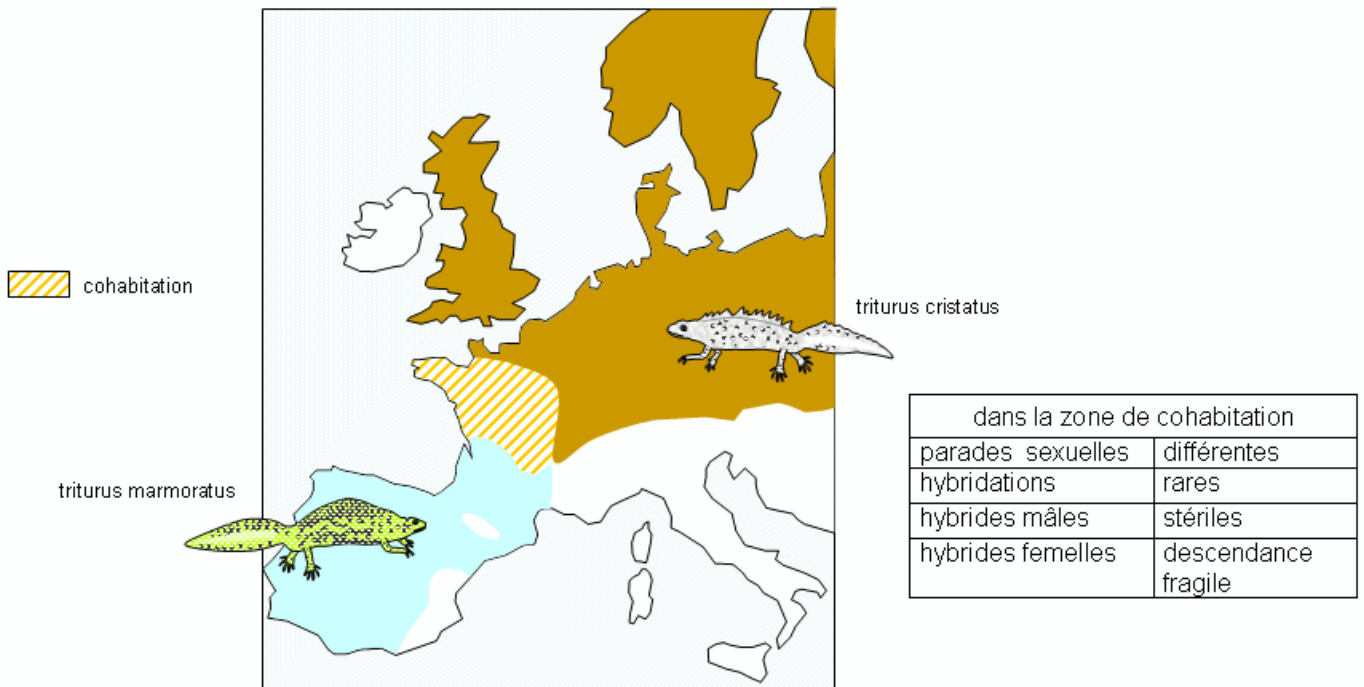 cohabitation
triturus cristatus
triturus marmoratus
dans la zone de cohabitation
parades sexuelles différentes
hybridations rares
hybrides mâles stériles
hybrides femelles descendance
fragile